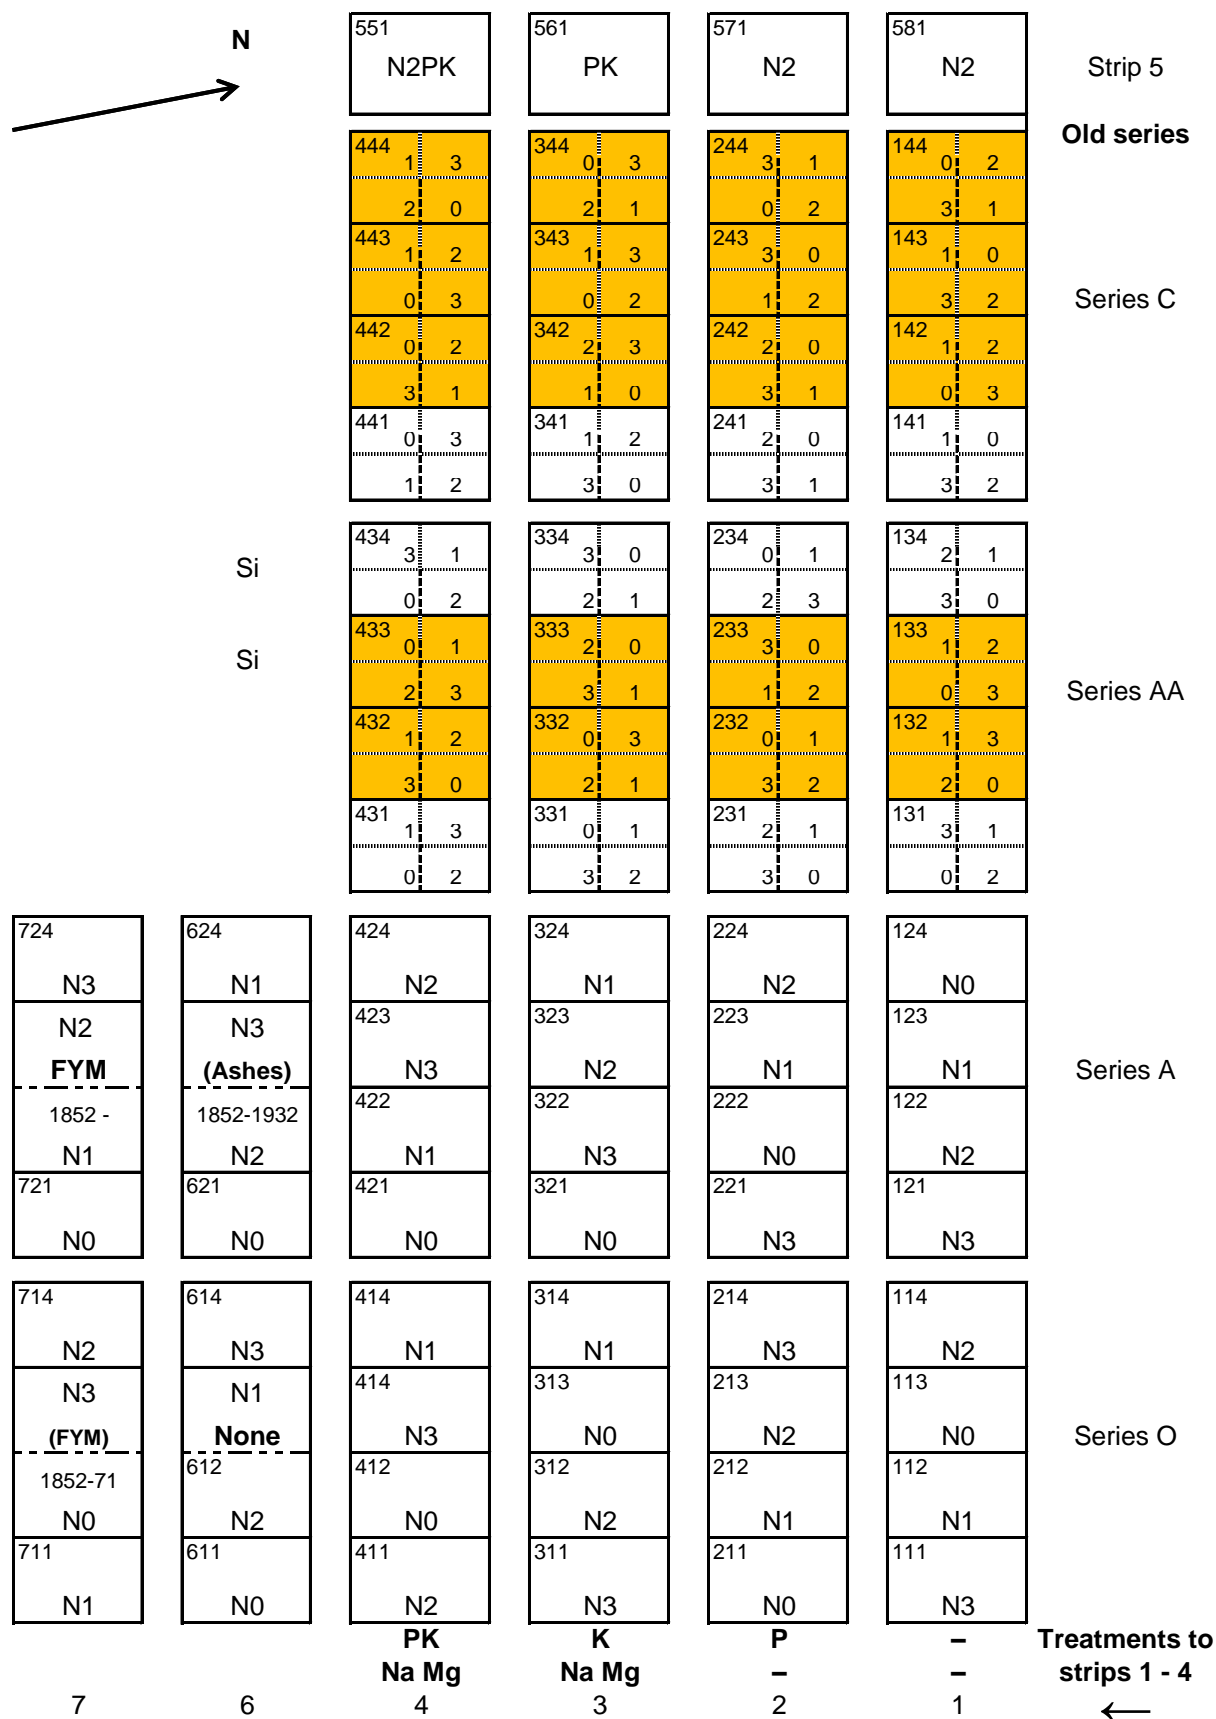 N
551 561 571 581
N2PK PK N2 N2 Strip 5
Old series
444 344 244 144
1 3 0 3 3 1 0 2
2 0 2 1 0 2 3 1
443 343 243 143
1 2 1 3 3 0 1 0
0 3 0 2 1 2 3 2
Series C
442 342 242 142
0 2 2 3 2 0 1 2
3 1 1 0 3 1 0 3
441 341 241 141
0 3 1 2 2 0 1 0
1 2 3 0 3 1 3 2
434 334 234 134
Si 3 1 3 0 0 1 2 1
0 2 2 1 2 3 3 0
433 333 233 133
Si 0 1 2 0 3 0 1 2
2 3 3 1 1 2 0 3
Series AA
432 332 232 132
1 2 0 3 0 1 1 3
3 0 2 1 3 2 2 0
431 331 231 131
1 3 0 1 2 1 3 1
0 2 3 2 3 0 0 2
724 624 424 324 224 124
N3 N1 N2 N1 N2 N0
423 323 223 123
N2 N3
FYM (Ashes) N3 N2 N1 N1 Series A
422 322 222 122
1852 - 1852-1932
N1 N2 N1 N3 N0 N2
721 621 421 321 221 121
N0 N0 N0 N0 N3 N3
714 614 414 314 214 114
N2 N3 N1 N1 N3 N2
414 313 213 113
N3 N1
(FYM) None N3 N0 N2 N0 Series O
612 412 312 212 112
1852-71
N0 N2 N0 N2 N1 N1
711 611 411 311 211 111
N1 N0 N2 N3 N0 N3
PK K P – Treatments to
Na Mg Na Mg – – strips 1 - 4
7 6 4 3 2 1 ←